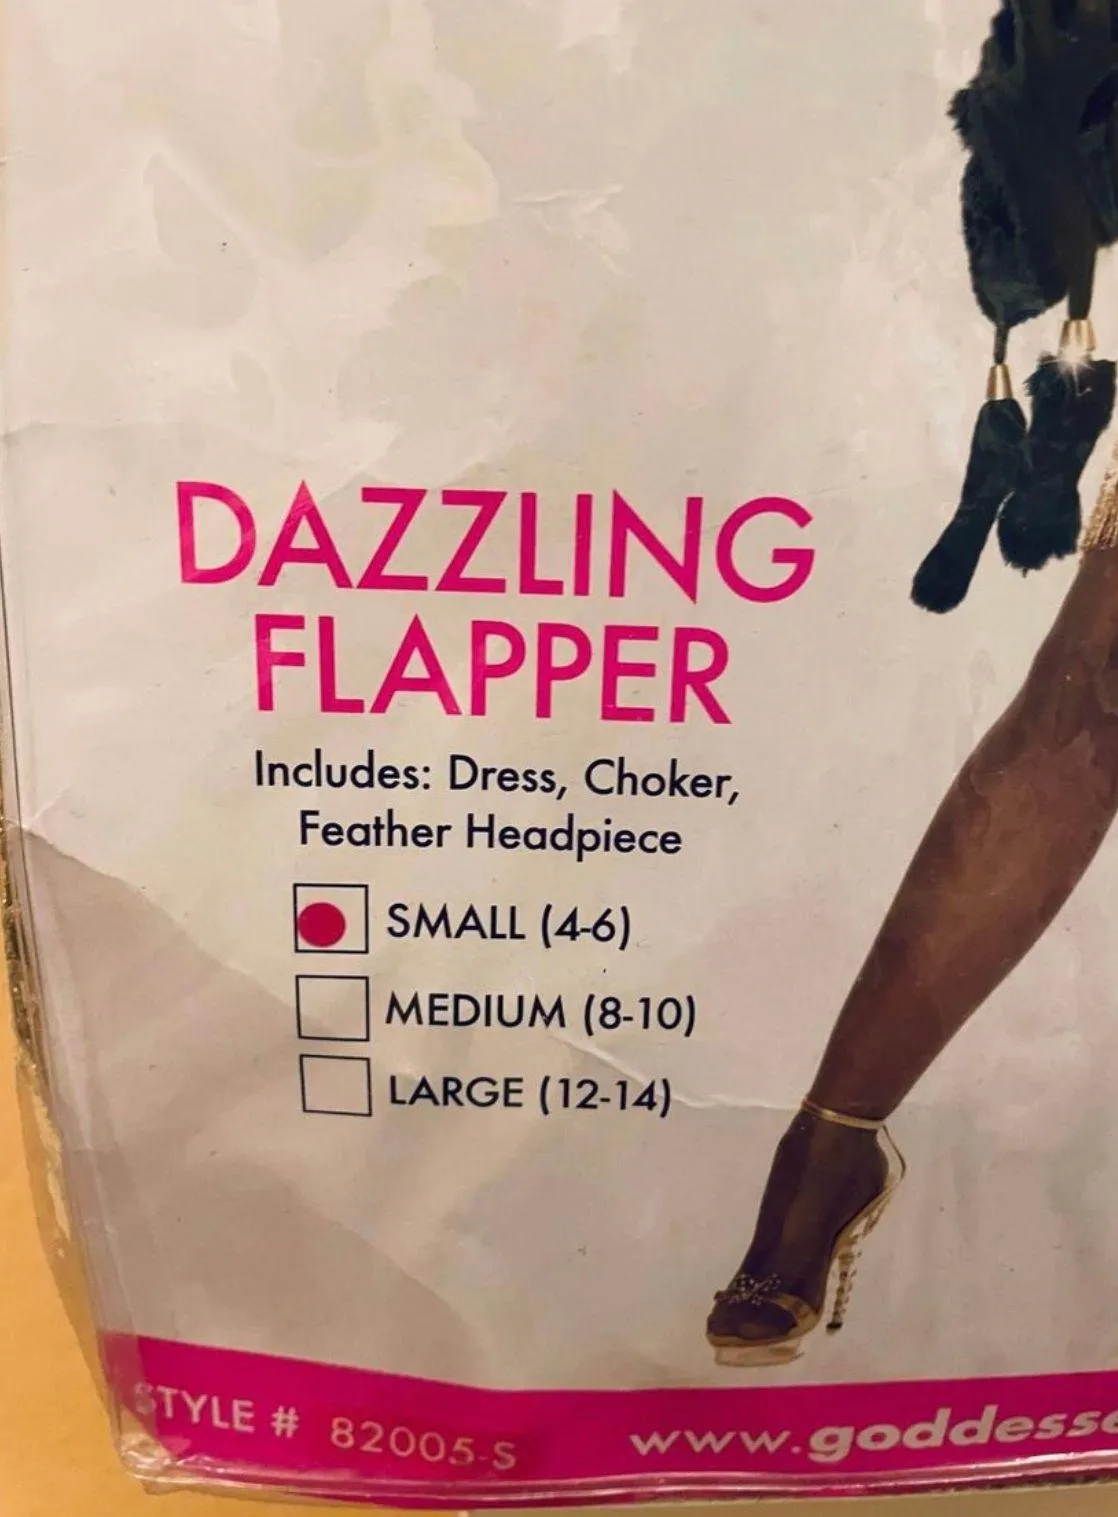 DAZZLING
FLAPPER
Includes: Dress, Choker,
Feather Headpiece
SMALL (4-6)
MEDIUM (8-10)
LARGE (12-14)
STYLE # 82005-S
www.goddess